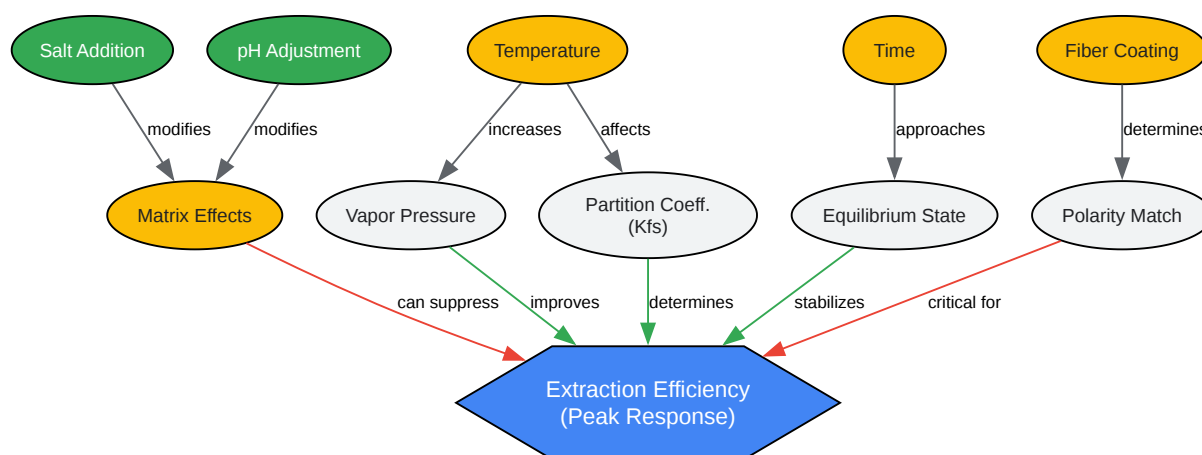 Salt Addition
pH Adjustment
Temperature
Time
Fiber Coating
modifies
modifies
increases
affects
approaches
determines
Matrix Effects
Vapor Pressure
Partition Coeff.
(Kfs)
Equilibrium State
Polarity Match
can suppress
improves
determines
stabilizes
critical for
Extraction Efficiency
(Peak Response)